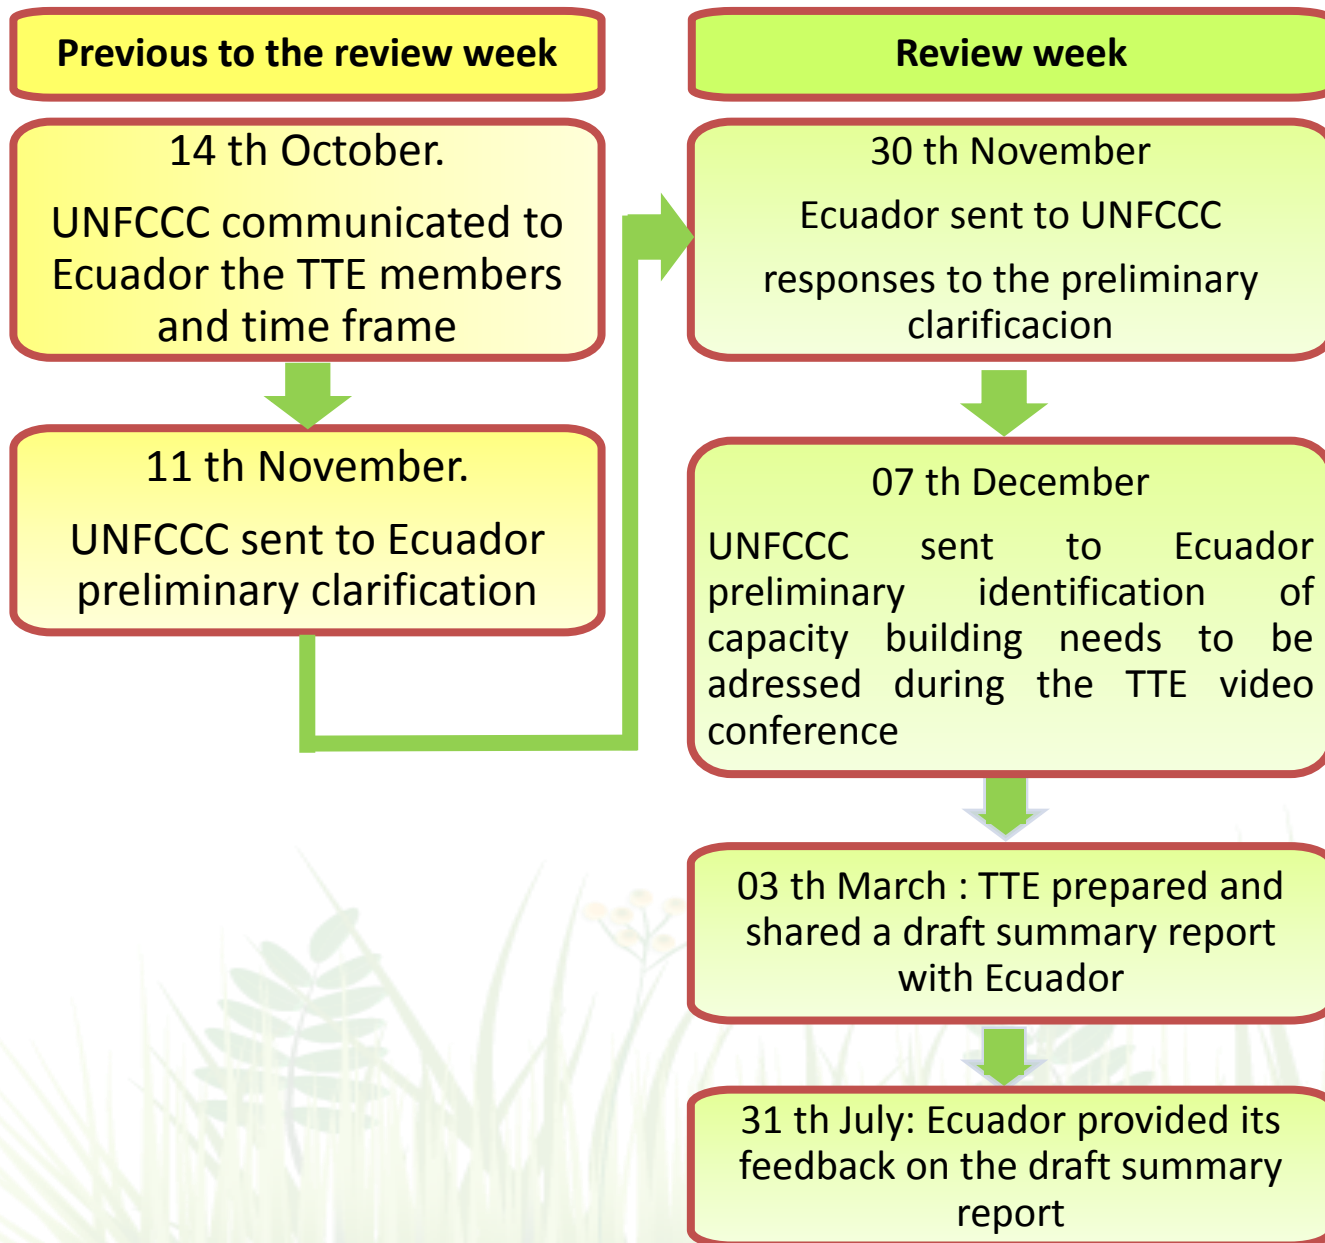 Previous to the review week
14 th October.
UNFCCC communicated to
Ecuador the TTE members
and time frame
11 th November.
UNFCCC sent to Ecuador
preliminary clarification
Review week
30 th November
Ecuador sent to UNFCCC
responses to the preliminary
clarificacion
07 th December
UNFCCC sent to Ecuador
preliminary identification of
capacity building needs to be
adressed during the TTE video
conference
03 th March : TTE prepared and
shared a draft summary report
with Ecuador
31 th July: Ecuador provided its
feedback on the draft summary
report